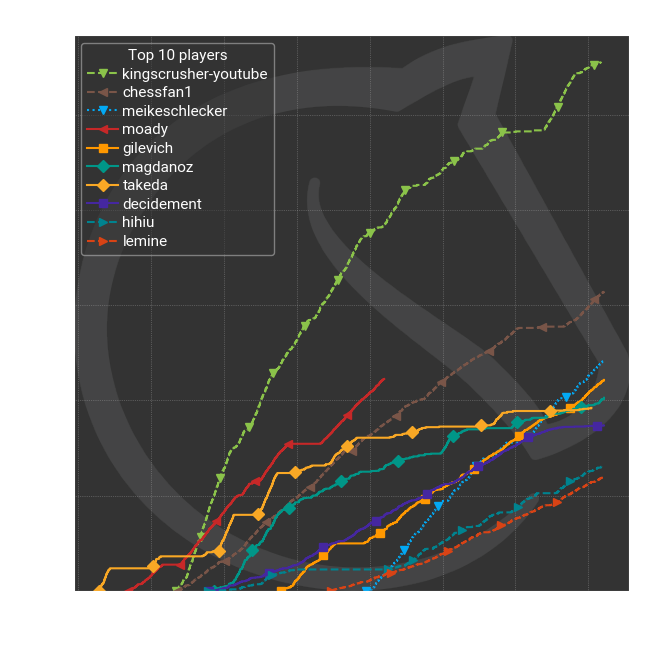 Top 10 players
kingscrusher-youtube
chessfan1
meikeschlecker
moady
gilevich
magdanoz
takeda
decidement
hihiu
lemine